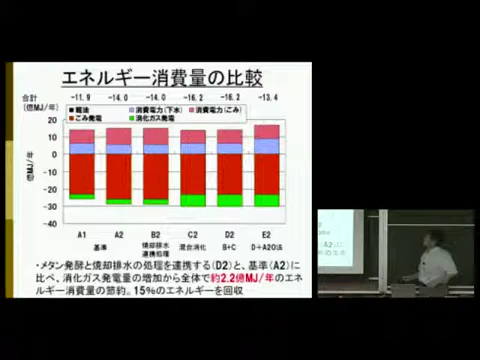 エネルギー消費量の比較
合計 -11.9 -14.0 -14.0 -16.2 -16.2 -13.4
(億MJ/年)
■軽油 ■消費電力(下水) ■消費電力(ごみ)
■ごみ発電 ■消化ガス発電
20
10
0
-10
-20
-30
-40
億MJ/年
A1 A2 B2 C2 D2 E2
基準 焼却排水 混合消化 B+C D+A2O法
連携処理
・メタン発酵と焼却排水の処理を連携する(D2)と、基準(A2)に
比べ、消化ガス発電量の増加から全体で約2.2億MJ/年のエネ
ルギー消費量の節約。15%のエネルギーを回収